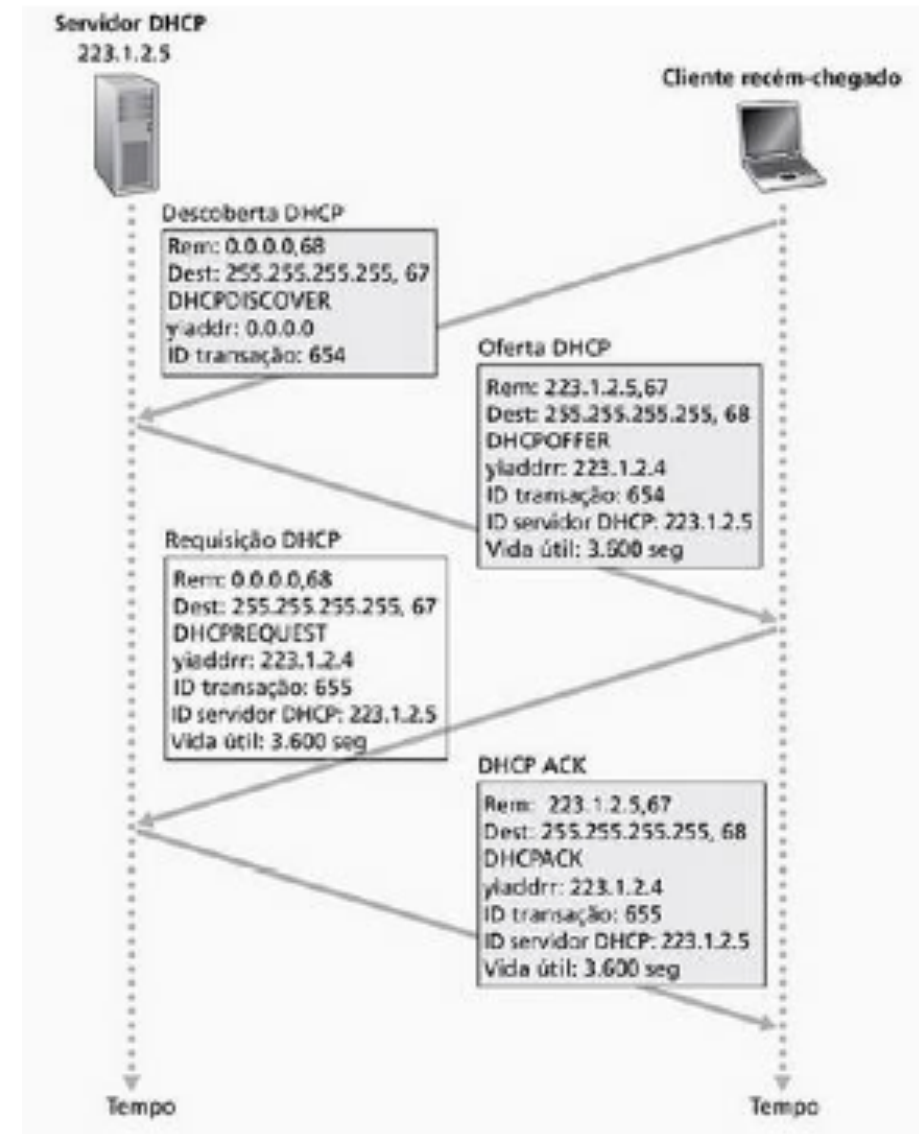 Servidor DHCP
223.1.2.5
Cliente recém-chegado
Descoberta DHCP
Rem: 0.0.0.0,68
Dest: 255.255.255.255, 67
DHCPDISCOVER
yiaddr: 0.0.0.0
ID transação: 654
Oferta DHCP
Rem: 223.1.2.5,67
Dest: 255.255.255.255, 68
DHCPOFFER
yiaddrr: 223.1.2.4
ID transação: 654
ID servidor DHCP: 223.1.2.5
Vida útil: 3.600 seg
Requisição DHCP
Rem: 0.0.0.0,68
Dest: 255.255.255.255, 67
DHCPREQUEST
yiaddrr: 223.1.2.4
ID transação: 655
ID servidor DHCP: 223.1.2.5
Vida útil: 3.600 seg
DHCP ACK
Rem: 223.1.2.5,67
Dest: 255.255.255.255, 68
DHCPACK
yiaddrr: 223.1.2.4
ID transação: 655
ID servidor DHCP: 223.1.2.5
Vida útil: 3.600 seg
Tempo
Tempo